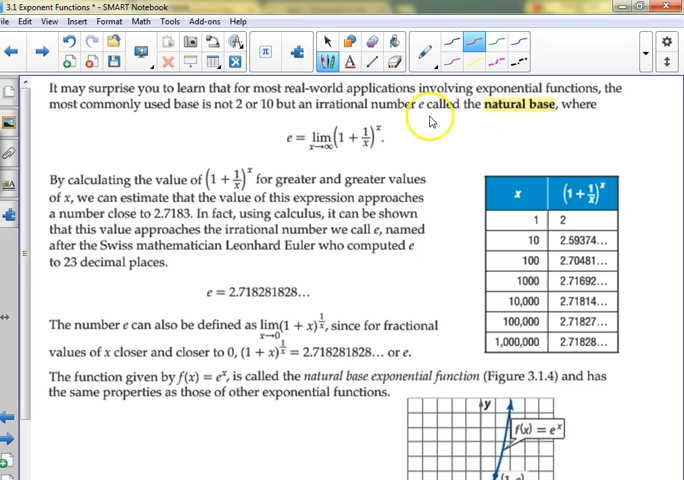 3.1 Exponent Functions * - SMART Notebook
Edit View Insert Format Math Tools Add-ons Help
It may surprise you to learn that for most real-world applications involving exponential functions, the
most commonly used base is not 2 or 10 but an irrational number e called the natural base, where
e = lim x→∞ (1 + 1/x)^x.
By calculating the value of (1 + 1/x)^x for greater and greater values
of x, we can estimate that the value of this expression approaches
a number close to 2.7183. In fact, using calculus, it can be shown
that this value approaches the irrational number we call e, named
after the Swiss mathematician Leonhard Euler who computed e
to 23 decimal places.
e = 2.718281828...
The number e can also be defined as lim x→0 (1 + x)^1/x, since for fractional
values of x closer and closer to 0, (1 + x)^1/x = 2.718281828... or e.
The function given by f(x) = e^x, is called the natural base exponential function (Figure 3.1.4) and has
the same properties as those of other exponential functions.
x (1 + 1/x)^x
1 2
10 2.59374...
100 2.70481...
1000 2.71692...
10,000 2.71814...
100,000 2.71827...
1,000,000 2.71828...
y
f(x) = e^x